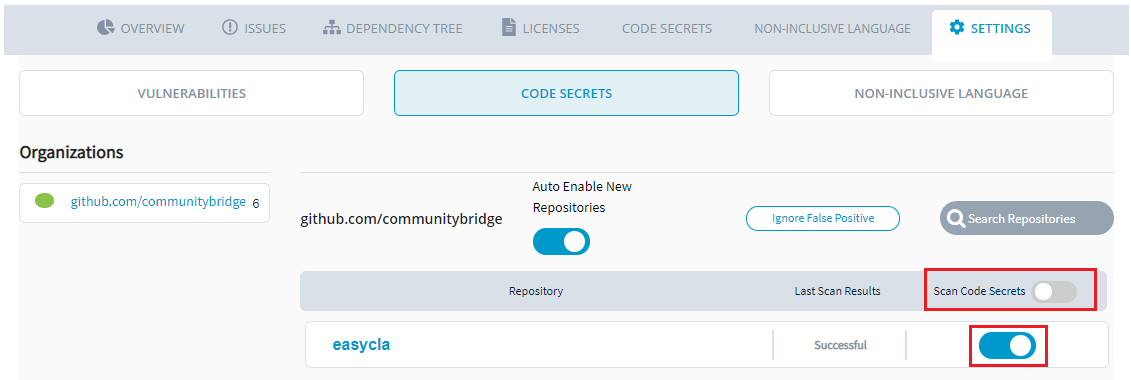 OVERVIEW ISSUES DEPENDENCY TREE LICENSES CODE SECRETS NON-INCLUSIVE LANGUAGE SETTINGS
VULNERABILITIES CODE SECRETS NON-INCLUSIVE LANGUAGE
Organizations
github.com/communitybridge 6
Auto Enable New
Repositories
github.com/communitybridge
Ignore False Positive
Search Repositories
Repository Last Scan Results Scan Code Secrets
easycla Successful